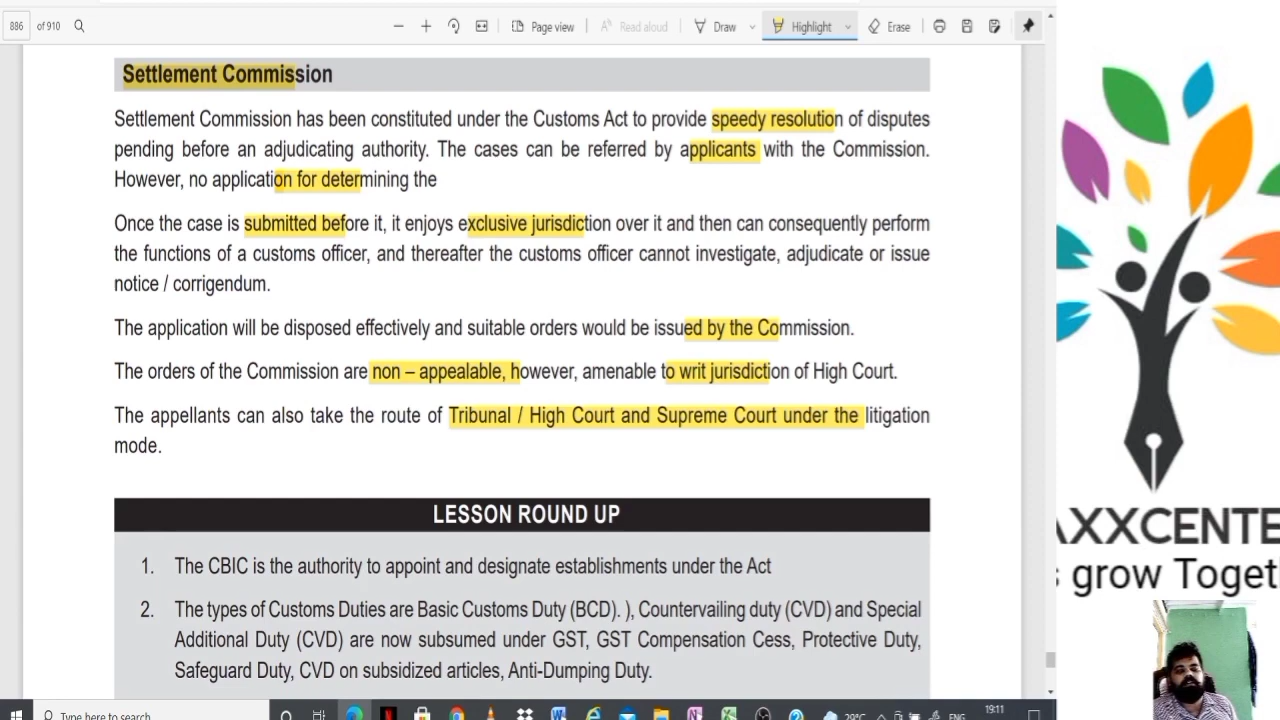 886 of 910
Page view
Read aloud
Draw
Highlight
Erase
Settlement Commission
Settlement Commission has been constituted under the Customs Act to provide speedy resolution of disputes
pending before an adjudicating authority. The cases can be referred by applicants with the Commission.
However, no application for determining the
Once the case is submitted before it, it enjoys exclusive jurisdiction over it and then can consequently perform
the functions of a customs officer, and thereafter the customs officer cannot investigate, adjudicate or issue
notice / corrigendum.
The application will be disposed effectively and suitable orders would be issued by the Commission.
The orders of the Commission are non – appealable, however, amenable to writ jurisdiction of High Court.
The appellants can also take the route of Tribunal / High Court and Supreme Court under the litigation
mode.
LESSON ROUND UP
1. The CBIC is the authority to appoint and designate establishments under the Act
2. The types of Customs Duties are Basic Customs Duty (BCD). ), Countervailing duty (CVD) and Special
Additional Duty (CVD) are now subsumed under GST, GST Compensation Cess, Protective Duty,
Safeguard Duty, CVD on subsidized articles, Anti-Dumping Duty.
AXXCENTE
s grow Togeth
Type here to search
29°C
ENG
19:11